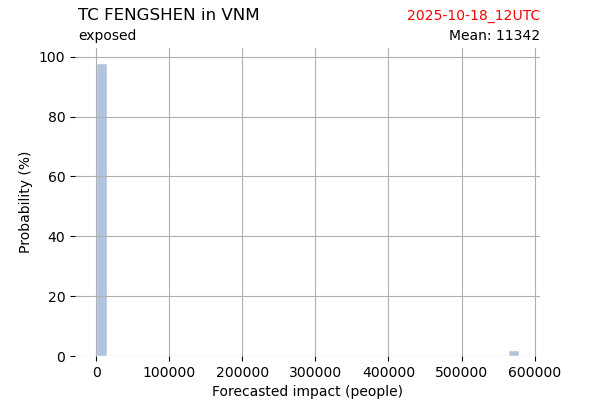 TC FENGSHEN in VNM
2025-10-18_12UTC
exposed
Mean: 11342
100
80
60
40
20
0
Probability (%)
0 100000 200000 300000 400000 500000 600000
Forecasted impact (people)